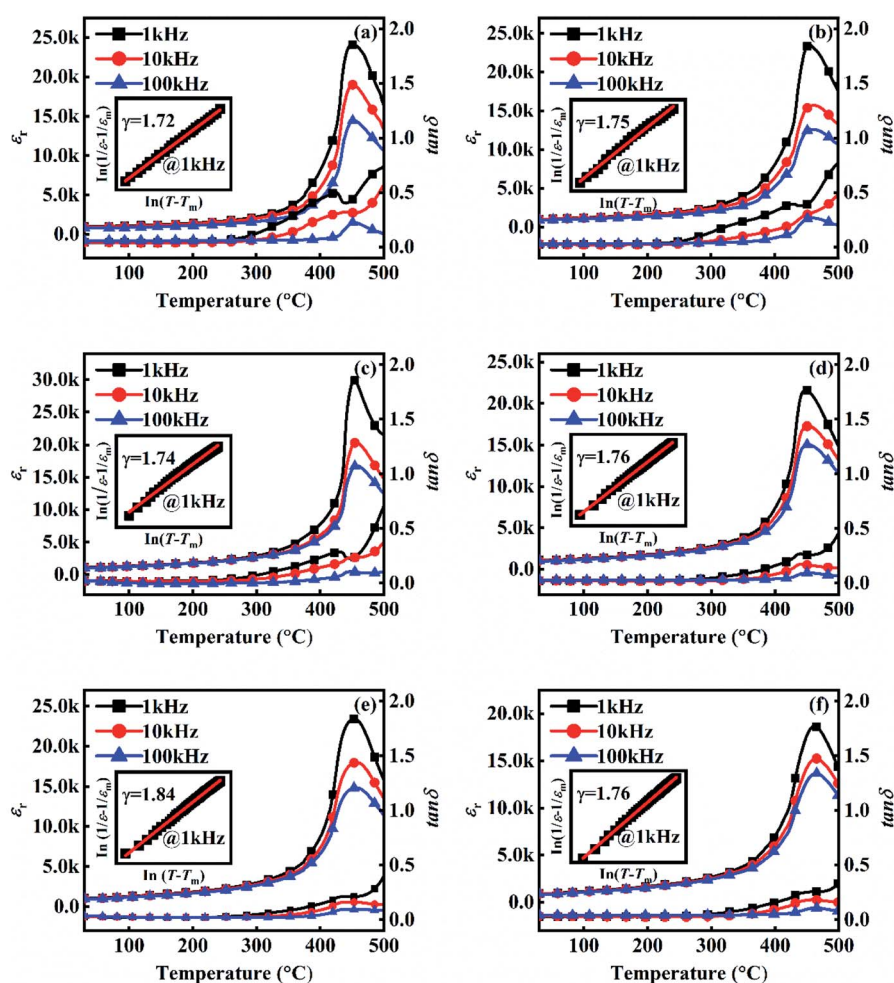 (a)
1kHz
10kHz
100kHz
25.0k
20.0k
15.0k
10.0k
5.0k
0.0
εr
2.0
1.5
1.0
0.5
0.0
tanδ
γ=1.72
@1kHz
ln(1/ε-1/εm)
ln(T-Tm)
100 200 300 400 500
Temperature (°C)
(b)
1kHz
10kHz
100kHz
25.0k
20.0k
15.0k
10.0k
5.0k
0.0
εr
2.0
1.5
1.0
0.5
0.0
tanδ
γ=1.75
@1kHz
ln(1/ε-1/εm)
ln(T-Tm)
100 200 300 400 500
Temperature (°C)
(c)
1kHz
10kHz
100kHz
30.0k
25.0k
20.0k
15.0k
10.0k
5.0k
0.0
εr
2.0
1.5
1.0
0.5
0.0
tanδ
γ=1.74
@1kHz
ln(1/ε-1/εm)
ln(T-Tm)
100 200 300 400 500
Temperature (°C)
(d)
1kHz
10kHz
100kHz
25.0k
20.0k
15.0k
10.0k
5.0k
0.0
εr
2.0
1.5
1.0
0.5
0.0
tanδ
γ=1.76
@1kHz
ln(1/ε-1/εm)
ln(T-Tm)
100 200 300 400 500
Temperature (°C)
(e)
1kHz
10kHz
100kHz
25.0k
20.0k
15.0k
10.0k
5.0k
0.0
εr
2.0
1.5
1.0
0.5
0.0
tanδ
γ=1.84
@1kHz
ln (1/ε-1/εm)
ln (T-Tm)
100 200 300 400 500
Temperature (°C)
(f)
1kHz
10kHz
100kHz
20.0k
15.0k
10.0k
5.0k
0.0
εr
2.0
1.5
1.0
0.5
0.0
tanδ
γ=1.76
@1kHz
ln(1/ε-1/εm)
ln(T-Tm)
100 200 300 400 500
Temperature (°C)